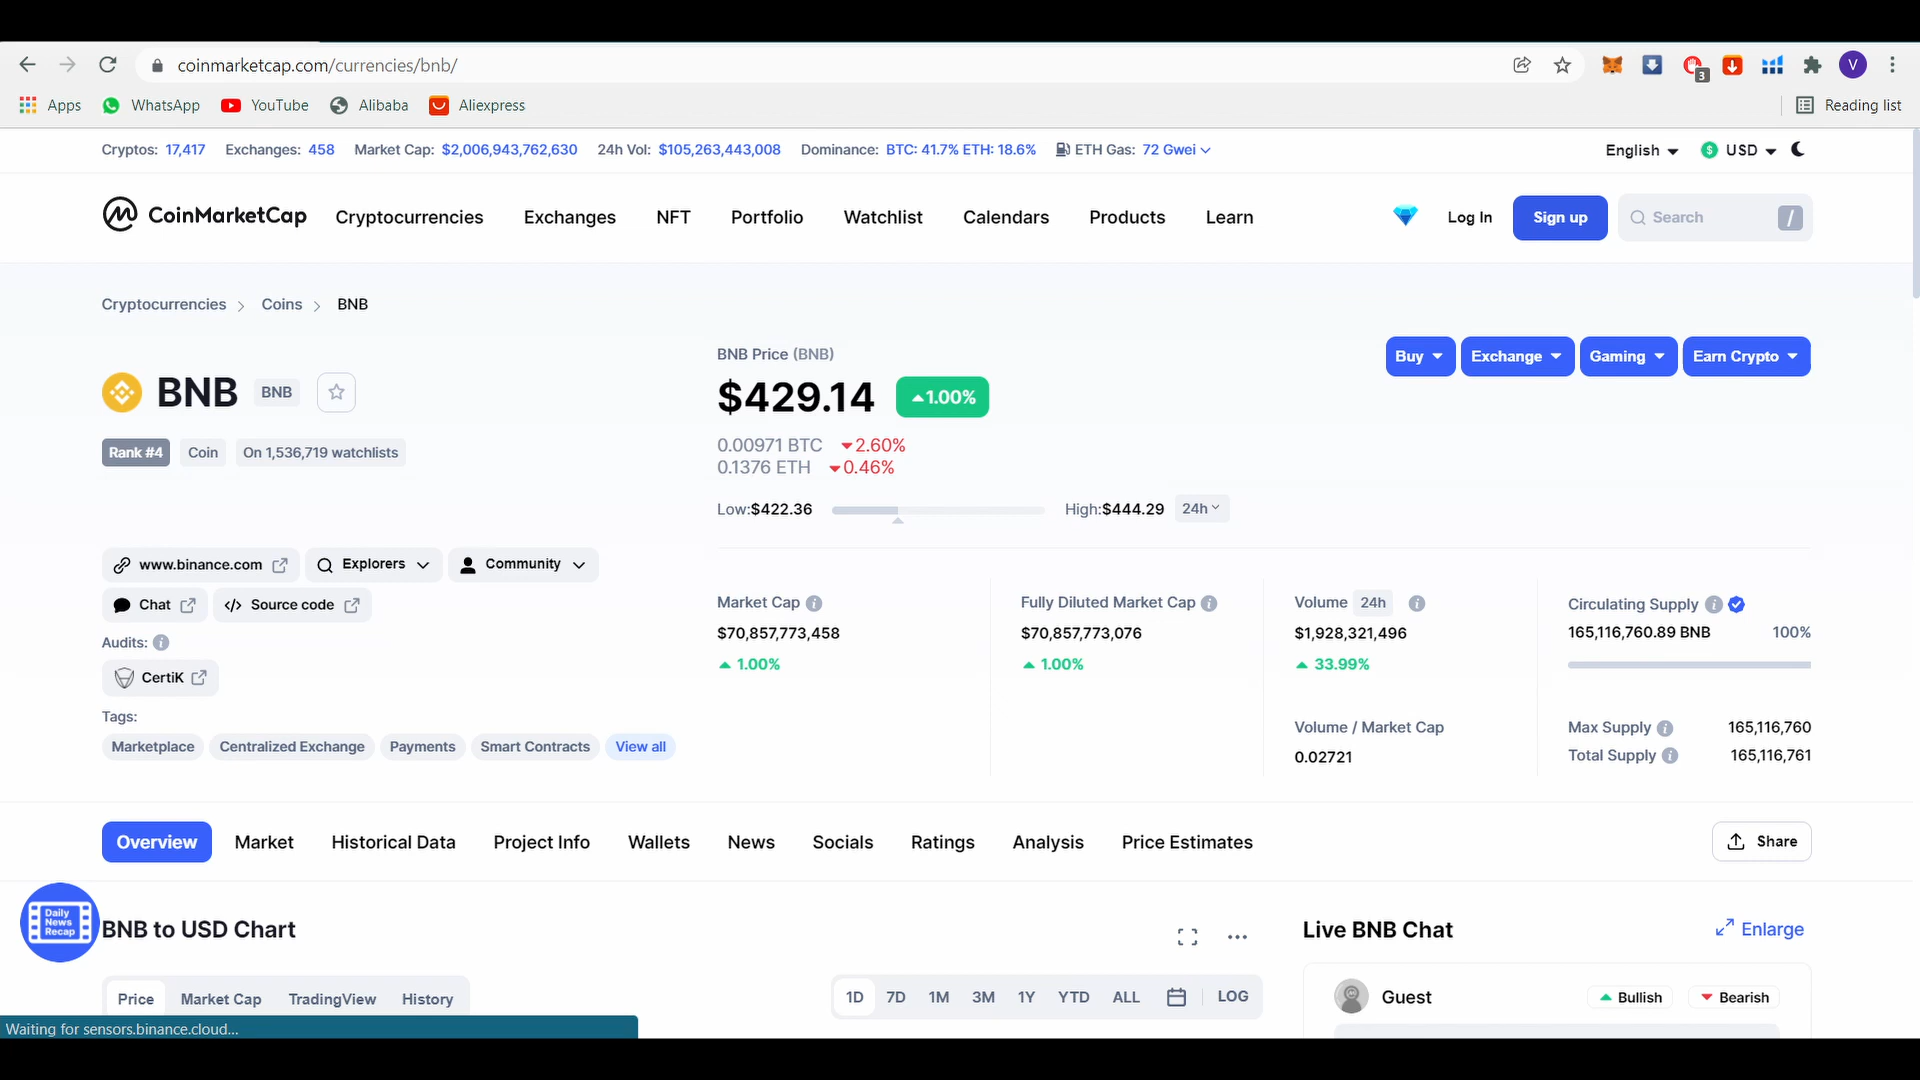 coinmarketcap.com/currencies/bnb/
3
V
Apps WhatsApp YouTube Alibaba Aliexpress Reading list
Cryptos: 17,417 Exchanges: 458 Market Cap: $2,006,943,762,630 24h Vol: $105,263,443,008 Dominance: BTC: 41.7% ETH: 18.6% ETH Gas: 72 Gwei English $ USD
CoinMarketCap Cryptocurrencies Exchanges NFT Portfolio Watchlist Calendars Products Learn Log In Sign up Search /
Cryptocurrencies > Coins > BNB
BNB BNB
Rank #4 Coin On 1,536,719 watchlists
BNB Price (BNB)
$429.14 1.00%
0.00971 BTC 2.60%
0.1376 ETH 0.46%
Low:$422.36 High:$444.29 24h
Buy Exchange Gaming Earn Crypto
www.binance.com Explorers Community
Chat </> Source code
Audits:
CertiK
Tags:
Marketplace Centralized Exchange Payments Smart Contracts View all
Market Cap
$70,857,773,458
1.00%
Fully Diluted Market Cap
$70,857,773,076
1.00%
Volume 24h
$1,928,321,496
33.99%
Volume / Market Cap
0.02721
Circulating Supply
165,116,760.89 BNB 100%
Max Supply 165,116,760
Total Supply 165,116,761
Overview Market Historical Data Project Info Wallets News Socials Ratings Analysis Price Estimates Share
Daily
News
Recap
BNB to USD Chart
Price Market Cap TradingView History
1D 7D 1M 3M 1Y YTD ALL LOG
Live BNB Chat Enlarge
Guest Bullish Bearish
Waiting for sensors.binance.cloud...